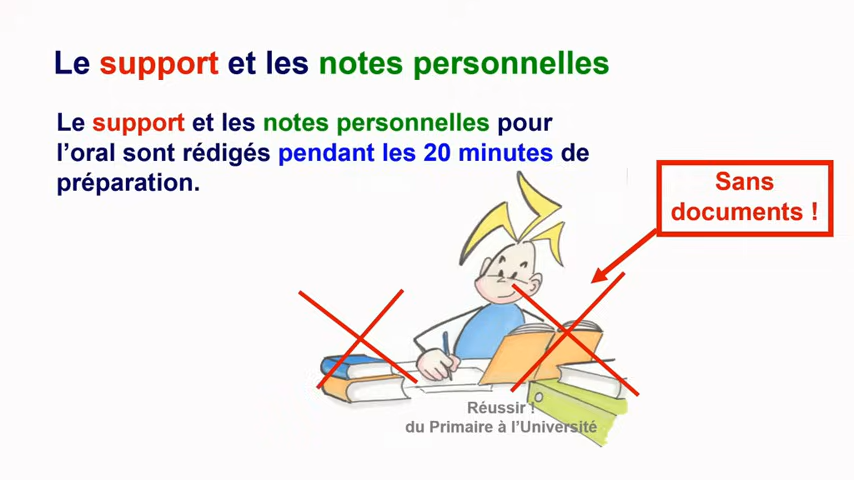 Le support et les notes personnelles
Le support et les notes personnelles pour
l’oral sont rédigés pendant les 20 minutes de
préparation.
Sans
documents !
Réussir !
du Primaire à l’Université